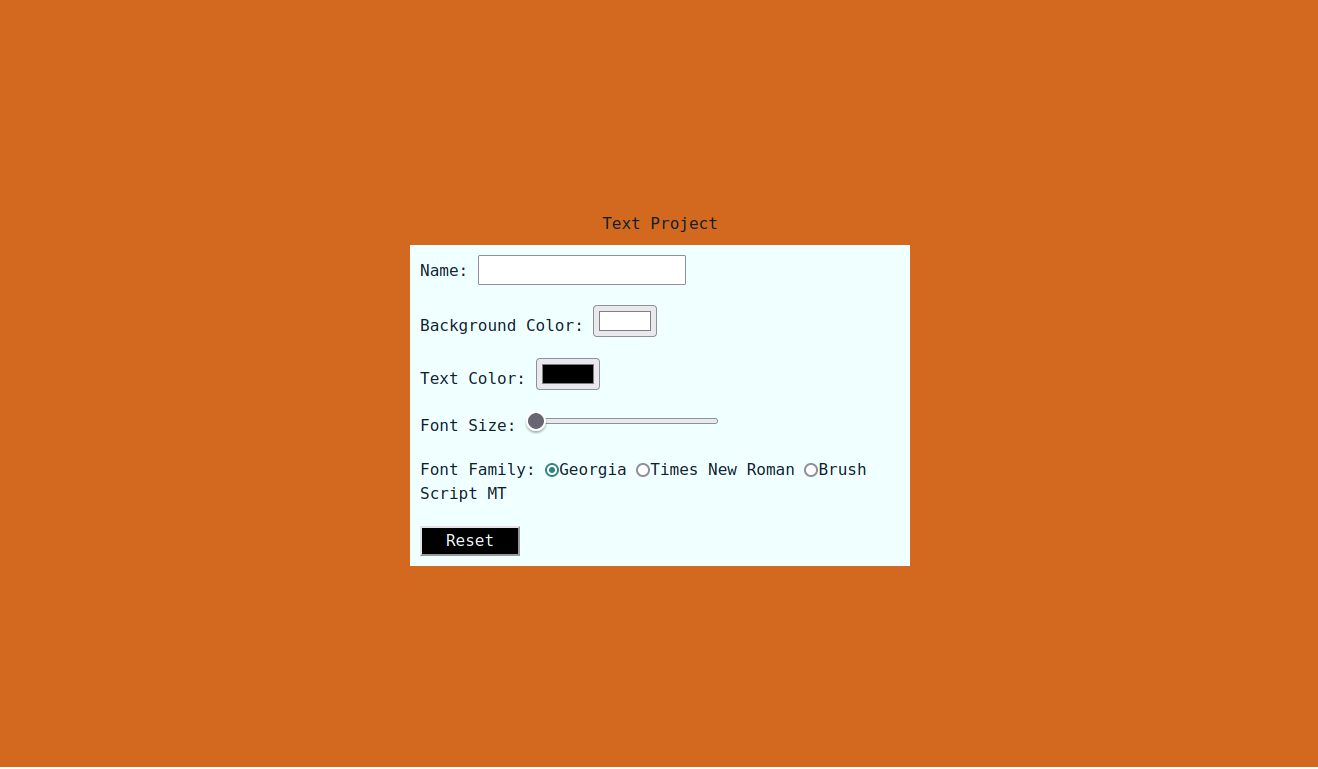 Text Project
Name:
Background Color:
Text Color:
Font Size:
Font Family: Georgia Times New Roman Brush
Script MT
Reset